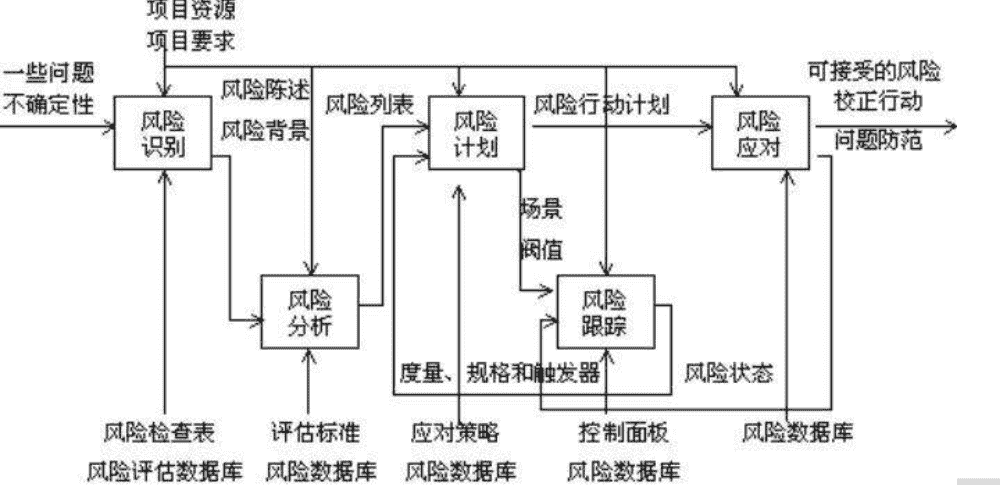 项目资源
项目要求
一些问题
不确定性
风险
识别
风险陈述
风险背景
风险列表
风险
计划
风险行动计划
风险
应对
可接受的风险
校正行动
问题防范
场景
阀值
风险
分析
风险
跟踪
度量、规格和触发器
风险状态
风险检查表
风险评估数据库
评估标准
风险数据库
应对策略
风险数据库
控制面板
风险数据库
风险数据库